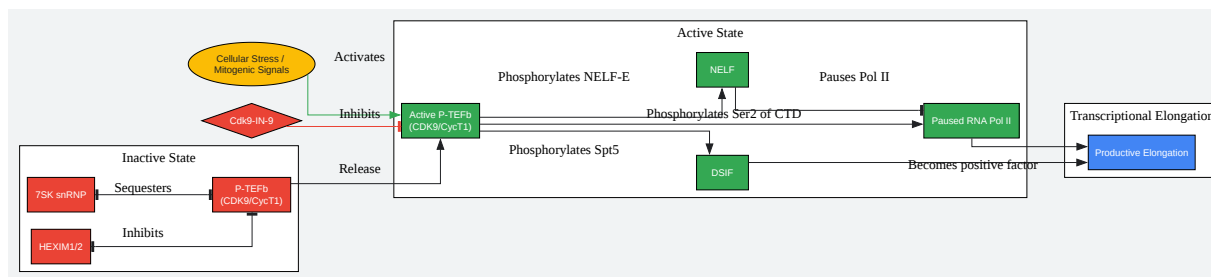 Active State
Cellular Stress /
Mitogenic Signals
Activates
NELF
Phosphorylates NELF-E
Pauses Pol II
Cdk9-IN-9
Inhibits
Active P-TEFb
(CDK9/CycT1)
Phosphorylates Ser2 of CTD
Paused RNA Pol II
Transcriptional Elongation
Productive Elongation
Phosphorylates Spt5
Inactive State
Release
DSIF
Becomes positive factor
7SK snRNP
Sequesters
P-TEFb
(CDK9/CycT1)
Inhibits
HEXIM1/2